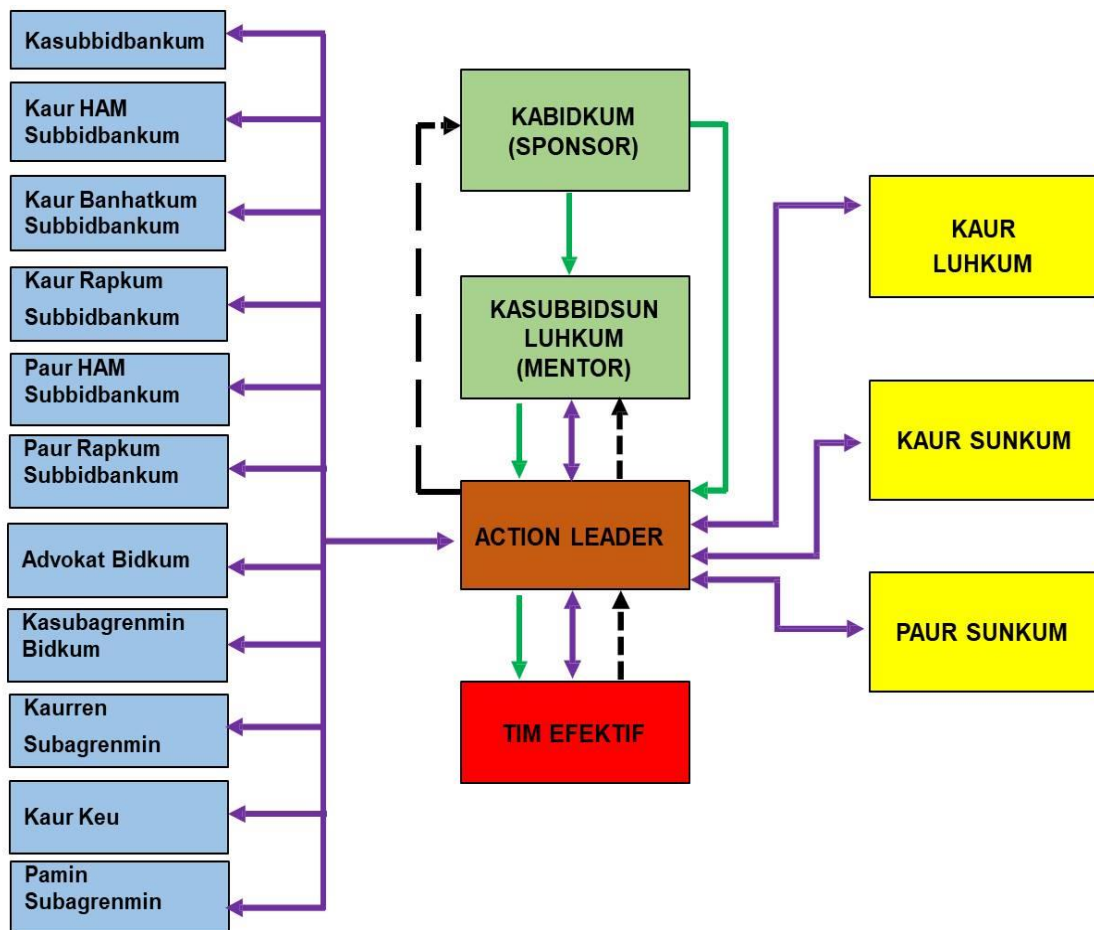 Kasubbidbankum
Kaur HAM
Subbidbankum
Kaur Banhatkum
Subbidbankum
Kaur Rapkum
Subbidbankum
Paur HAM
Subbidbankum
Paur Rapkum
Subbidbankum
Advokat Bidkum
Kasubagrenmin
Bidkum
Kaurren
Subagrenmin
Kaur Keu
Pamin
Subagrenmin
KABIDKUM
(SPONSOR)
KASUBBIDSUN
LUHKUM
(MENTOR)
ACTION LEADER
TIM EFEKTIF
KAUR
LUHKUM
KAUR SUNKUM
PAUR SUNKUM